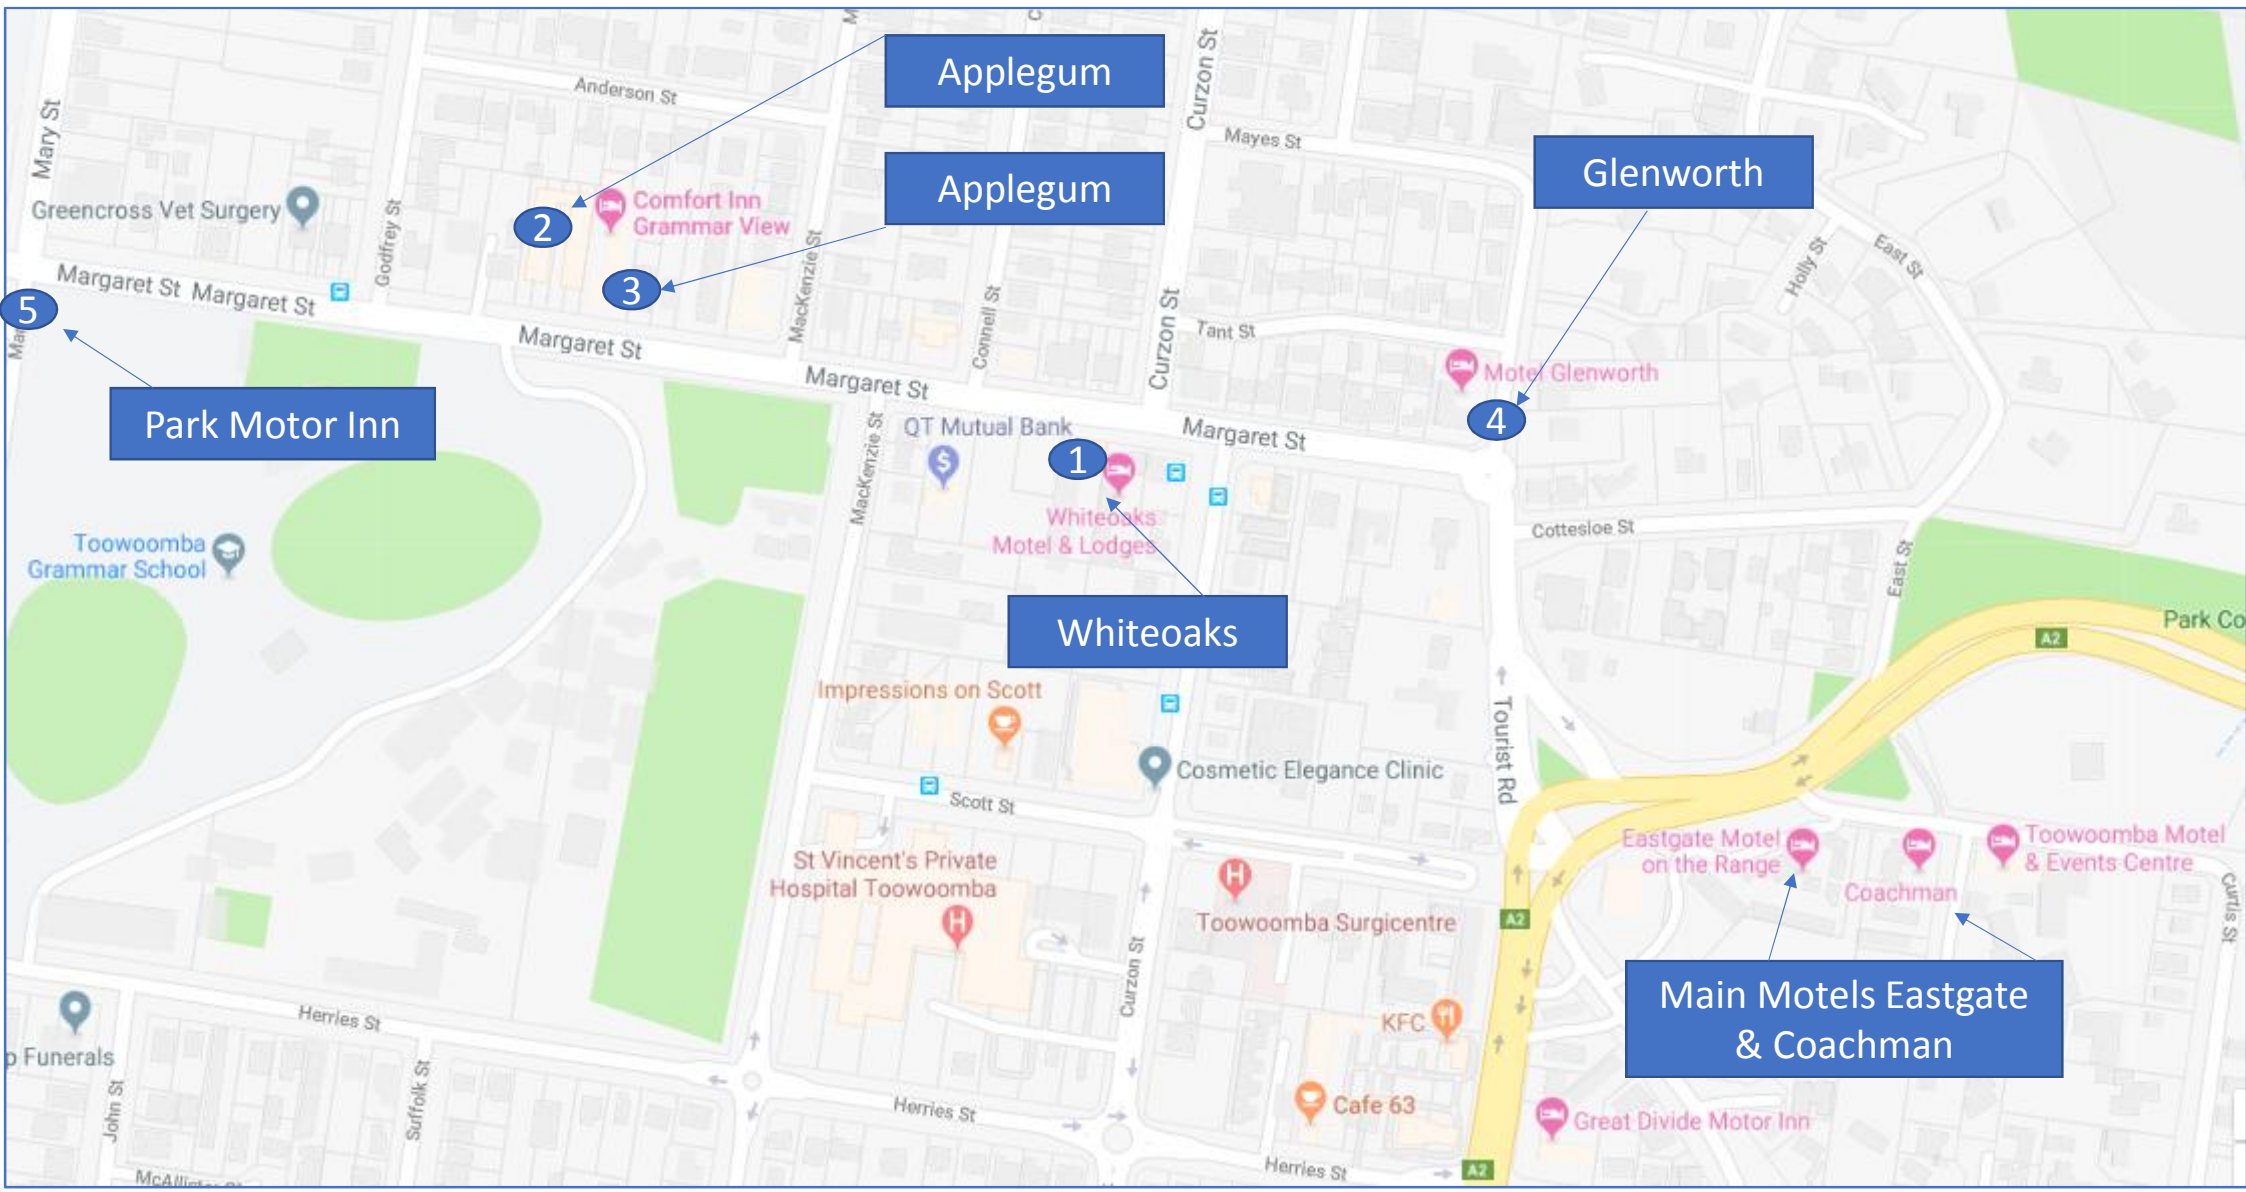 Applegum
Anderson St
Curzon St
Mary St
Mayes St
Glenworth
Applegum
Comfort Inn
Grammar View
Greencross Vet Surgery
2
Godfrey St
MacKenzie St
East St
Holly St
3
Margaret St
Margaret St
5
Connell St
Curzon St
Tant St
Margaret St
Motel Glenworth
Margaret St
Park Motor Inn
4
QT Mutual Bank
Margaret St
1
MacKenzie St
Whiteoaks
Motel & Lodges
Cottesloe St
Toowoomba
Grammar School
East St
Whiteoaks
Park Co
A2
Impressions on Scott
Tourist Rd
Cosmetic Elegance Clinic
Scott St
Eastgate Motel
on the Range
Toowoomba Motel
& Events Centre
St Vincent's Private
Hospital Toowoomba
Coachman
Curtis St
Toowoomba Surgicentre
A2
Curzon St
Main Motels Eastgate
& Coachman
Herries St
KFC
p Funerals
John St
Suffolk St
Herries St
Cafe 63
Great Divide Motor Inn
Herries St
A2